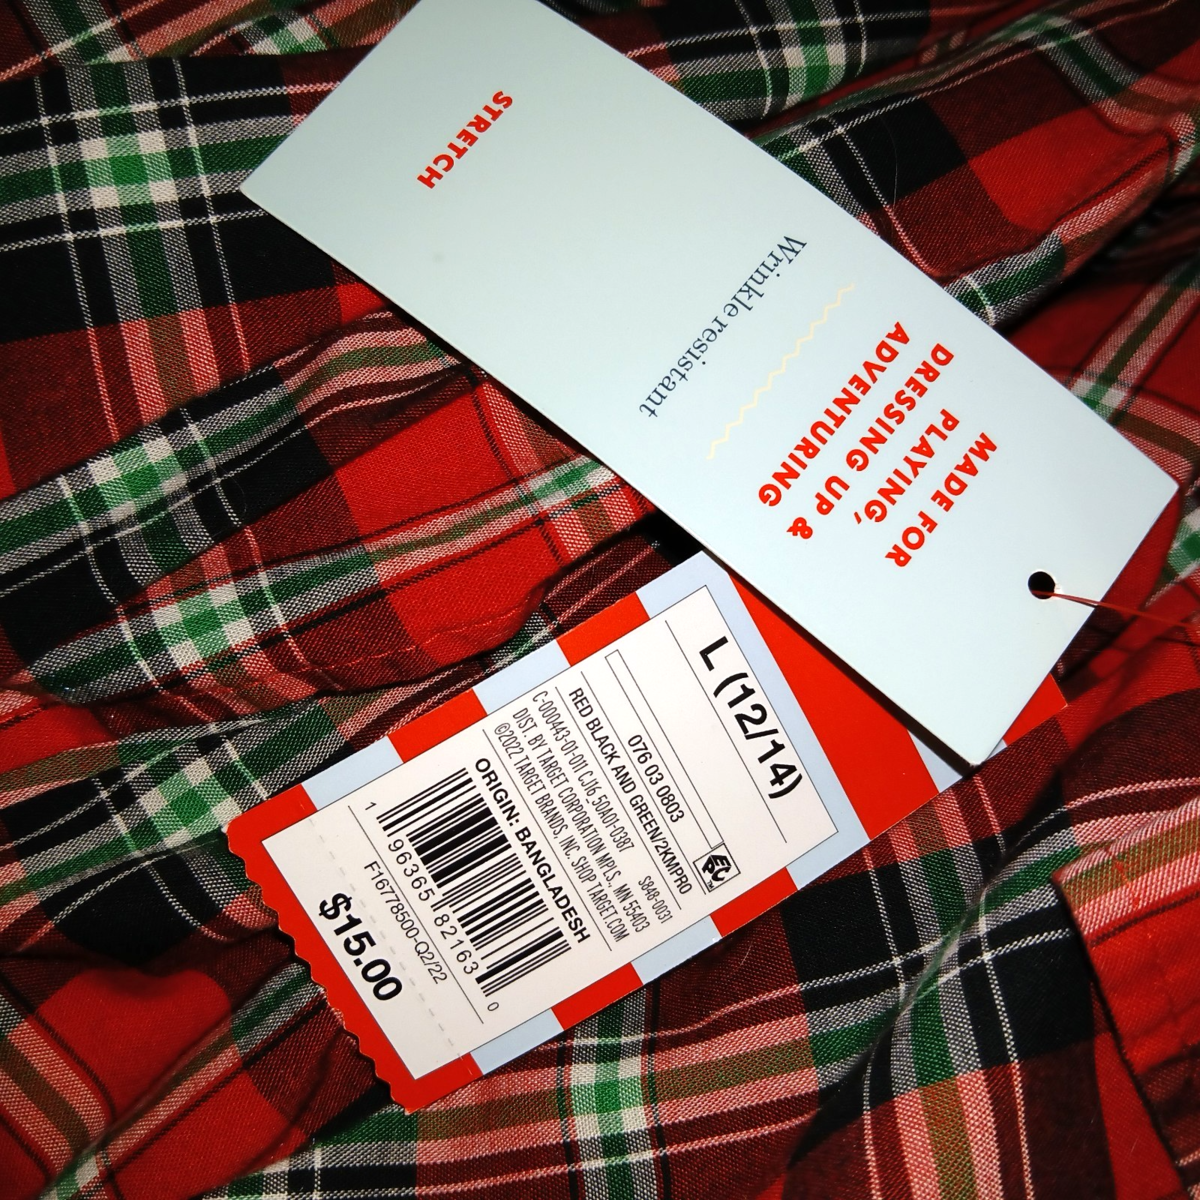 STRETCH
Wrinkle resistant
MADE FOR
PLAYING,
DRESSING UP &
ADVENTURING
L (12/14)
076 03 0803
EPC
RED BLACK AND GREEN/2KMPRO
C-000443-01-011 CJ16 50A01-0387 S848-0031
DIST. BY TARGET CORPORATION MPLS., MN 55403
©2022 TARGET BRANDS, INC. SHOP TARGET.COM
ORIGIN: BANGLADESH
1 96365 82163 0
F16778500-Q2/22
$15.00